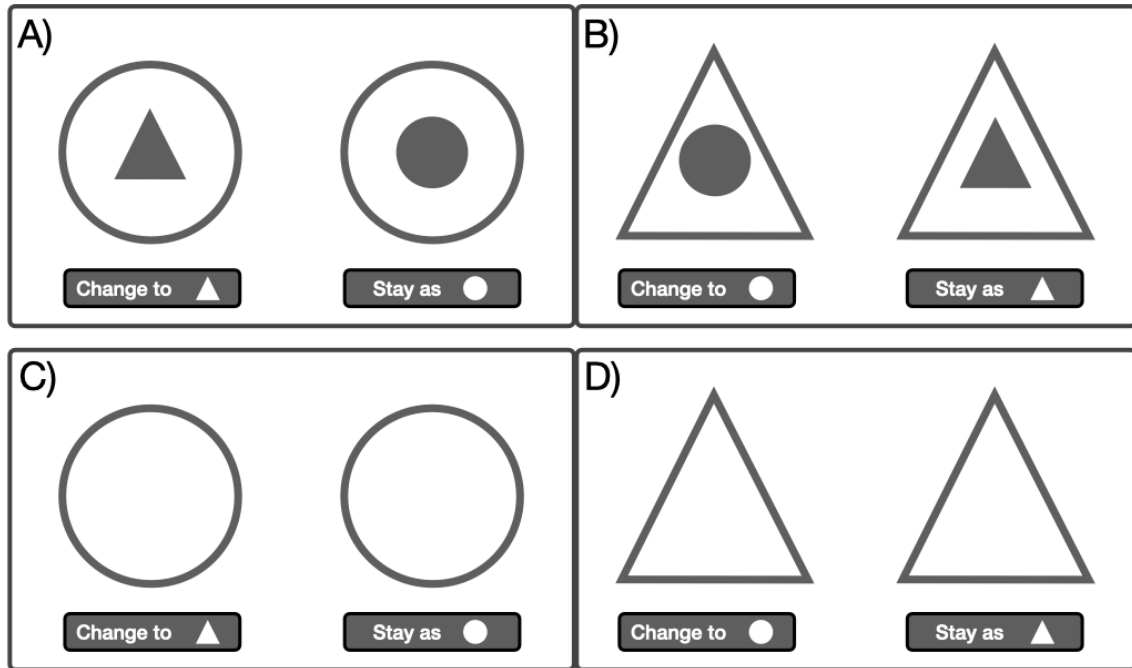 A)
Change to
Stay as
B)
Change to
Stay as
C)
Change to
Stay as
D)
Change to
Stay as